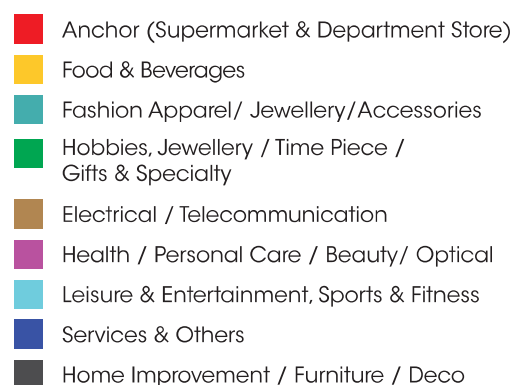 Anchor (Supermarket & Department Store)
Food & Beverages
Fashion Apparel/ Jewellery/Accessories
Hobbies, Jewellery / Time Piece /
Gifts & Specialty
Electrical / Telecommunication
Health / Personal Care / Beauty/ Optical
Leisure & Entertainment, Sports & Fitness
Services & Others
Home Improvement / Furniture / Deco